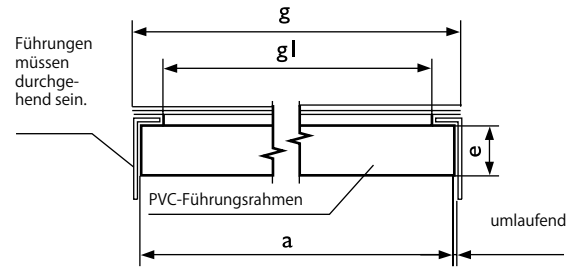 g
Führungen
müssen
durchge-
hend sein.
gl
e
PVC-Führungsrahmen
umlaufend
a